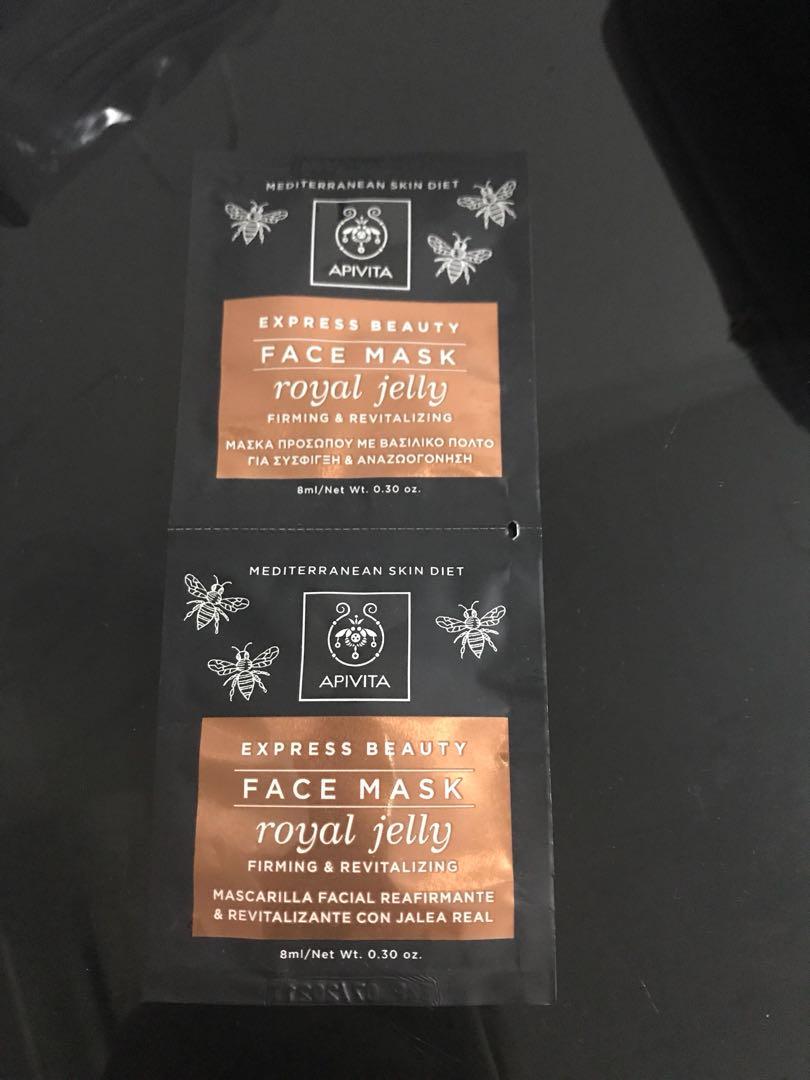 MEDITERRANEAN SKIN DIET
APIVITA
EXPRESS BEAUTY
FACE MASK
royal jelly
FIRMING & REVITALIZING
ΜΑΣΚΑ ΠΡΟΣΩΠΟΥ ΜΕ ΒΑΣΙΛΙΚΟ ΠΟΛΤΟ
ΓΙΑ ΣΥΣΦΙΓΞΗ & ΑΝΑΖΩΟΓΟΝΗΣΗ
8ml/Net Wt. 0.30 oz.
MEDITERRANEAN SKIN DIET
APIVITA
EXPRESS BEAUTY
FACE MASK
royal jelly
FIRMING & REVITALIZING
MASCARILLA FACIAL REAFIRMANTE
& REVITALIZANTE CON JALEA REAL
8ml/Net Wt. 0.30 oz.